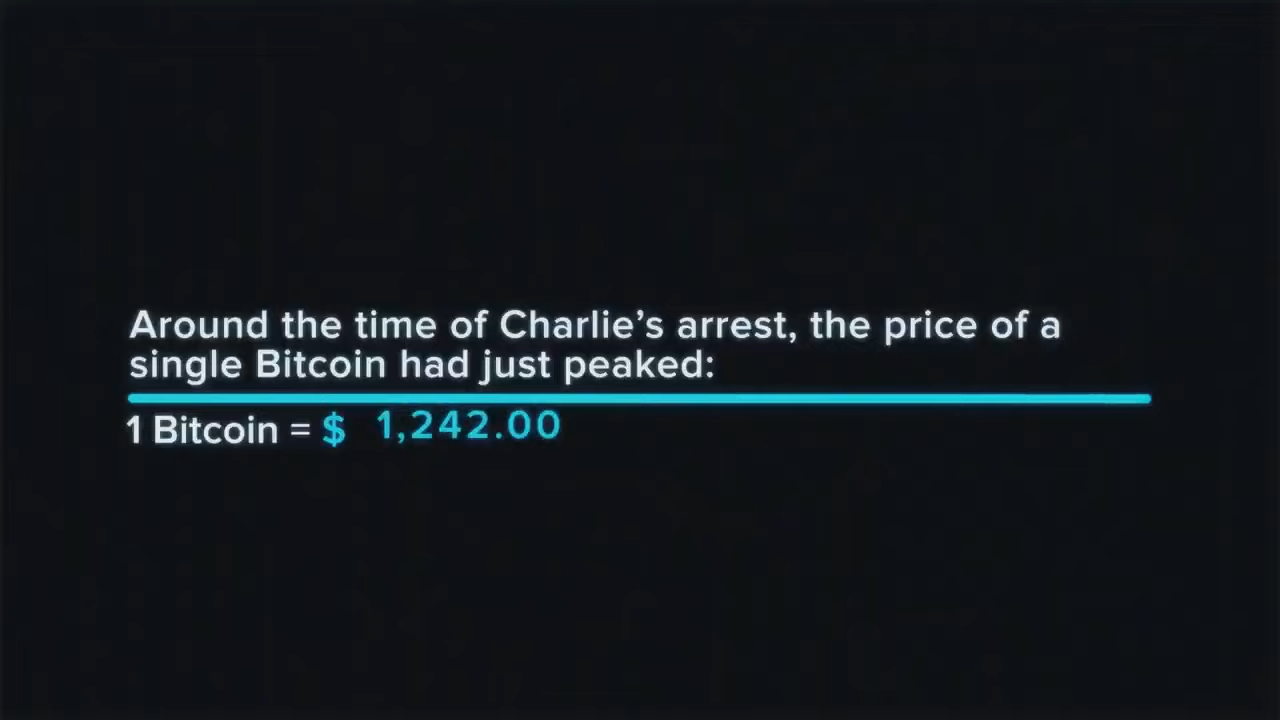 Around the time of Charlie’s arrest, the price of a
single Bitcoin had just peaked:
1 Bitcoin = $ 1,242.00